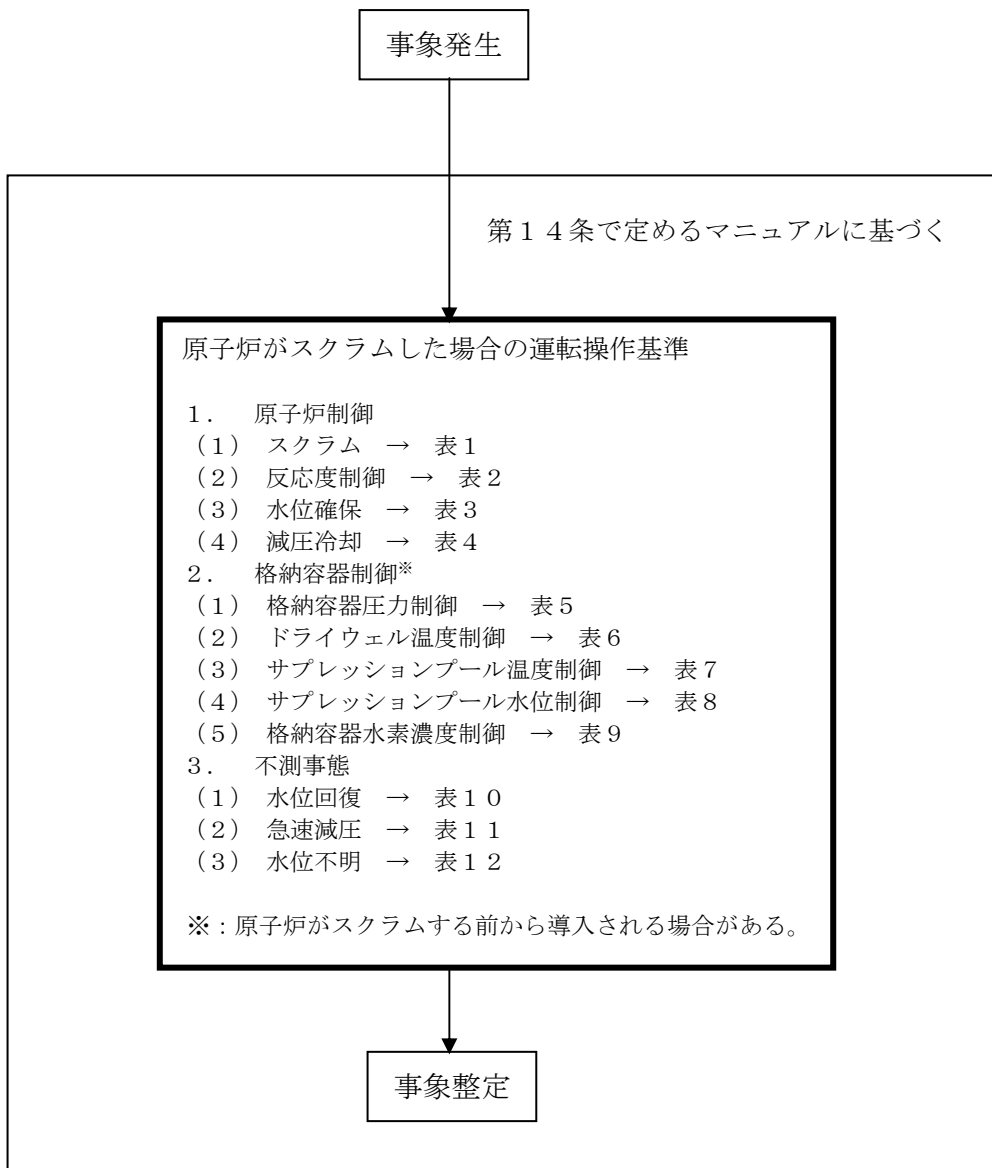 事象発生
第１４条で定めるマニュアルに基づく
原子炉がスクラムした場合の運転操作基準
１．　原子炉制御
（１）　スクラム　→　表１
（２）　反応度制御　→　表２
（３）　水位確保　→　表３
（４）　減圧冷却　→　表４
２．　格納容器制御※
（１）　格納容器圧力制御　→　表５
（２）　ドライウェル温度制御　→　表６
（３）　サプレッションプール温度制御　→　表７
（４）　サプレッションプール水位制御　→　表８
（５）　格納容器水素濃度制御　→　表９
３．　不測事態
（１）　水位回復　→　表１０
（２）　急速減圧　→　表１１
（３）　水位不明　→　表１２
※：原子炉がスクラムする前から導入される場合がある。
事象整定